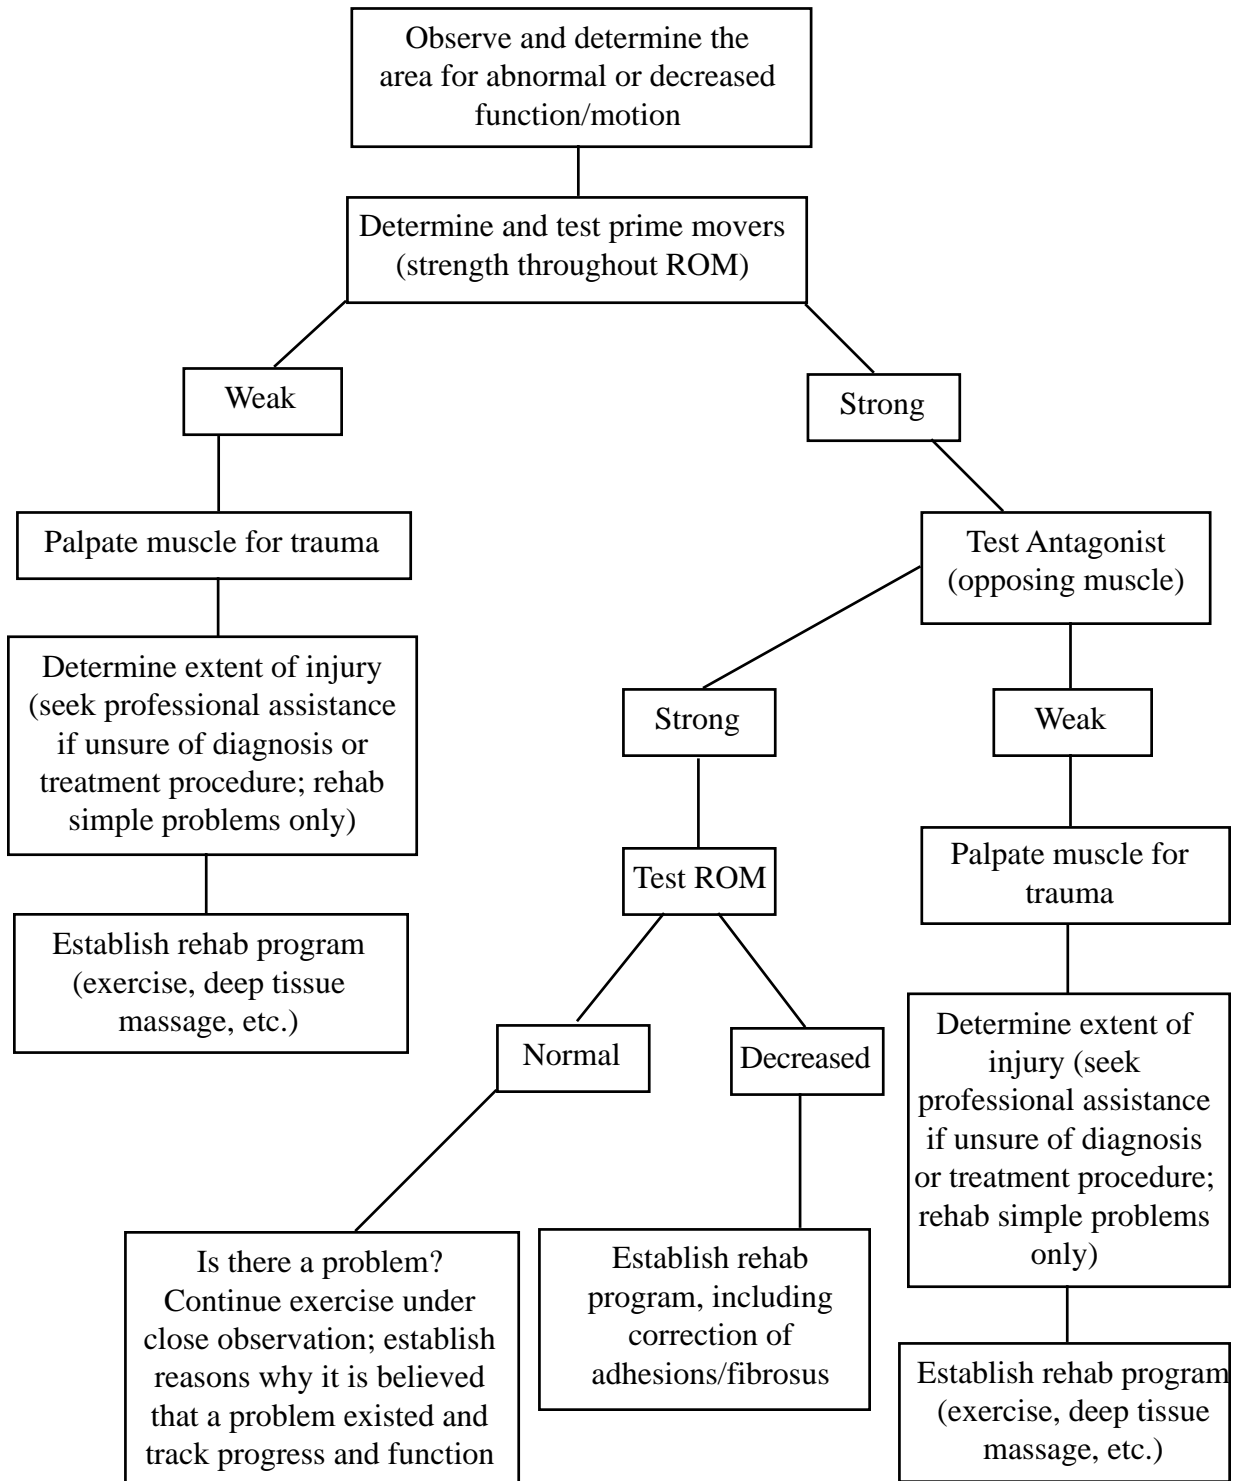 Observe and determine the
area for abnormal or decreased
function/motion
Determine and test prime movers
(strength throughout ROM)
Weak
Strong
Palpate muscle for trauma
Test Antagonist
(opposing muscle)
Determine extent of injury
(seek professional assistance
if unsure of diagnosis or
treatment procedure; rehab
simple problems only)
Strong
Weak
Establish rehab program
(exercise, deep tissue
massage, etc.)
Test ROM
Palpate muscle for
trauma
Normal
Decreased
Determine extent of
injury (seek
professional assistance
if unsure of diagnosis
or treatment procedure;
rehab simple problems
only)
Is there a problem?
Continue exercise under
close observation; establish
reasons why it is believed
that a problem existed and
track progress and function
Establish rehab
program, including
correction of
adhesions/fibrosus
Establish rehab program
(exercise, deep tissue
massage, etc.)